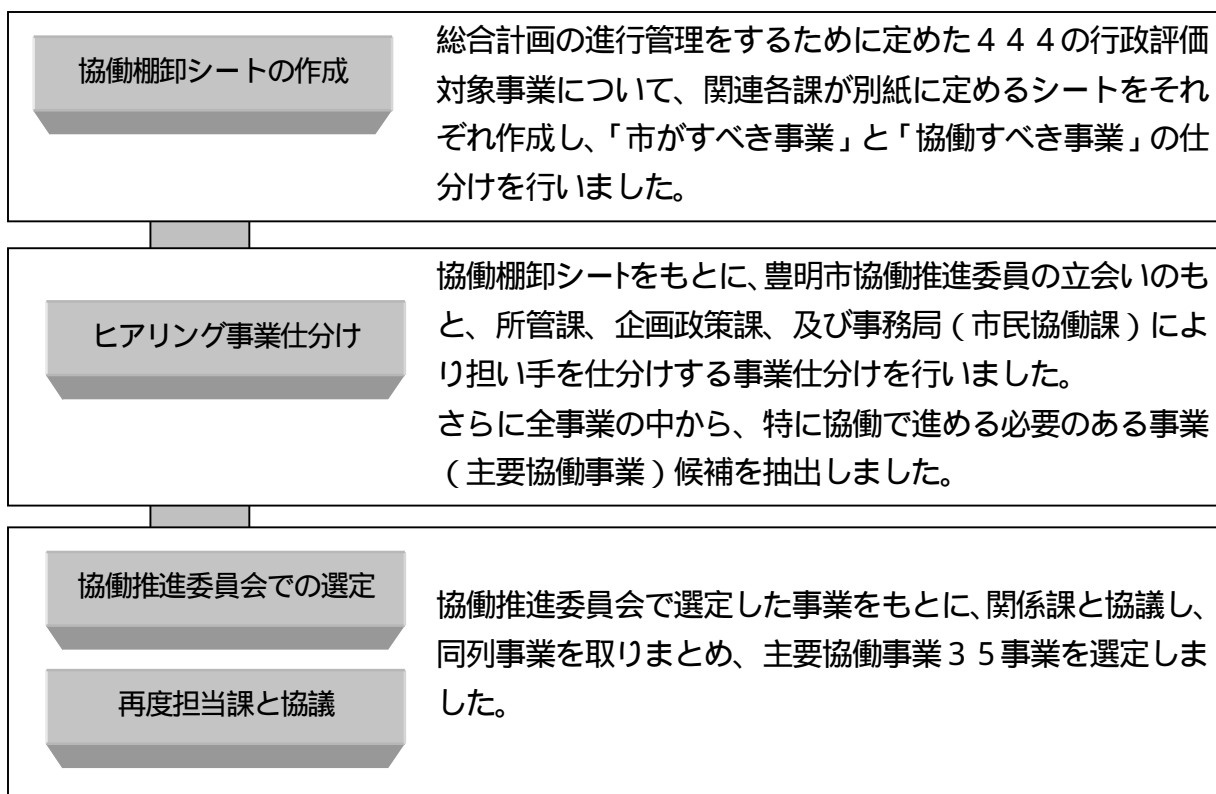 協働棚卸シートの作成
総合計画の進行管理をするために定めた４４４の行政評価
対象事業について、関連各課が別紙に定めるシートをそれ
ぞれ作成し、「市がすべき事業」と「協働すべき事業」の仕
分けを行いました。
ヒアリング事業仕分け
協働棚卸シートをもとに、豊明市協働推進委員の立会いのも
と、所管課、企画政策課、及び事務局（市民協働課）によ
り担い手を仕分けする事業仕分けを行いました。
さらに全事業の中から、特に協働で進める必要のある事業
（主要協働事業）候補を抽出しました。
協働推進委員会での選定
再度担当課と協議
協働推進委員会で選定した事業をもとに、関係課と協議し、
同列事業を取りまとめ、主要協働事業３５事業を選定しま
した。